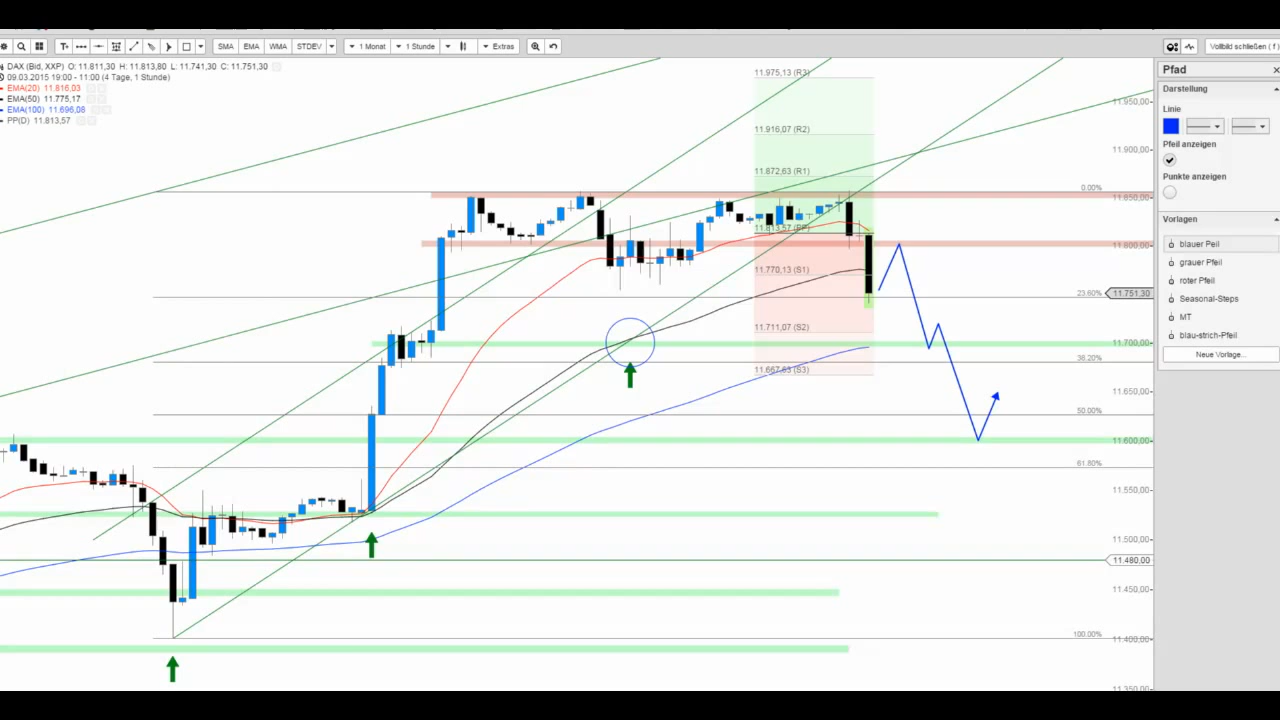 T+ SMA EMA WMA STDEV 1 Monat 1 Stunde Extras Vollbild schließen ( f )
DAX (Bid, XXP) O: 11.811,30 H: 11.813,80 L: 11.741,30 C: 11.751,30
09.03.2015 19:00 - 11:00 (4 Tage, 1 Stunde)
EMA(20) 11.816,03
EMA(50) 11.775,17
EMA(100) 11.696,08
PP(D) 11.813,57
11.975,13 (R3)
11.916,07 (R2)
11.872,63 (R1)
11.813,57 (PP)
11.770,13 (S1)
11.711,07 (S2)
11.667,63 (S3)
0.00%
23.60%
38.20%
50.00%
61.80%
100.00%
11.950,00
11.900,00
11.850,00
11.800,00
11.751,30
11.700,00
11.650,00
11.600,00
11.550,00
11.500,00
11.480,00
11.450,00
11.400,00
11.350,00
Pfad
Darstellung
Linie
Pfeil anzeigen
Punkte anzeigen
Vorlagen
blauer Peil
grauer Pfeil
roter Pfeil
Seasonal-Steps
MT
blau-strich-Pfeil
Neue Vorlage...